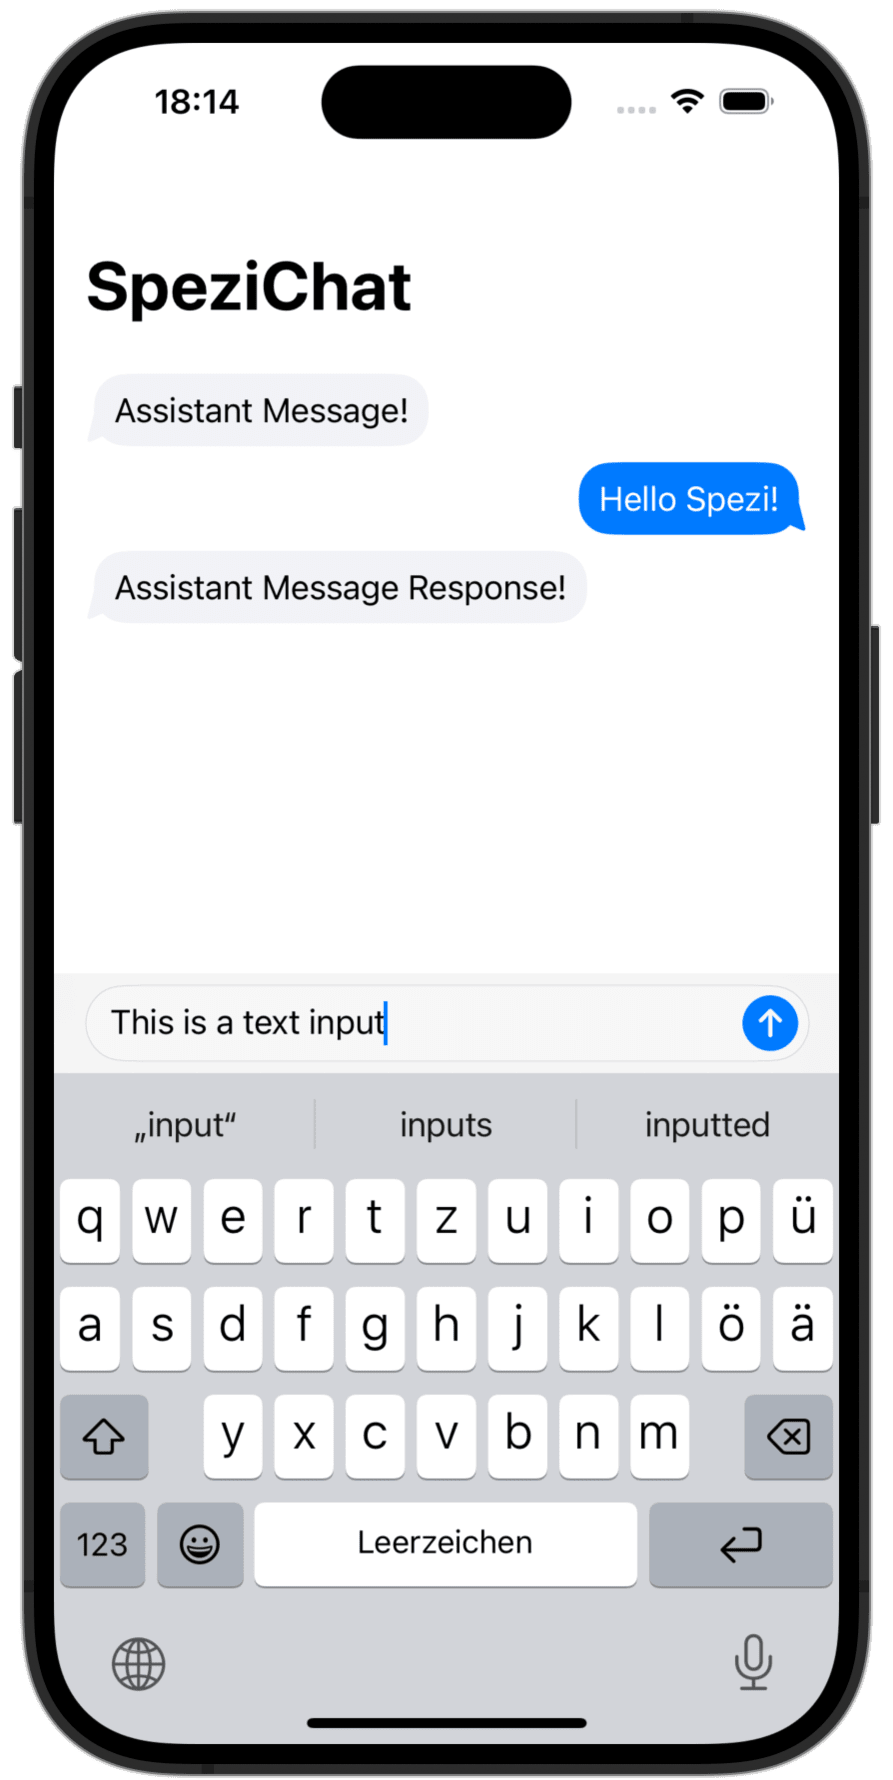 18:14
SpeziChat
Assistant Message!
Hello Spezi!
Assistant Message Response!
This is a text input
„input“ inputs inputted
q w e r t z u i o p ü
a s d f g h j k l ö ä
y x c v b n m
123 Leerzeichen